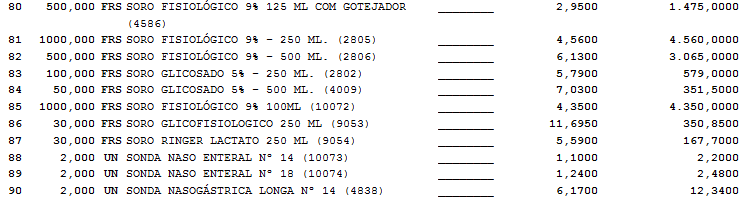 80 500,000 FRS SORO FISIOLÓGICO 9% 125 ML COM GOTEJADOR ________ 2,9500 1.475,0000
(4586)
81 1000,000 FRS SORO FISIOLÓGICO 9% - 250 ML. (2805) ________ 4,5600 4.560,0000
82 500,000 FRS SORO FISIOLÓGICO 9% - 500 ML. (2806) ________ 6,1300 3.065,0000
83 100,000 FRS SORO GLICOSADO 5% - 250 ML. (2802) ________ 5,7900 579,0000
84 50,000 FRS SORO GLICOSADO 5% - 500 ML. (4009) ________ 7,0300 351,5000
85 1000,000 FRS SORO FISIOLÓGICO 9% 100ML (10072) ________ 4,3500 4.350,0000
86 30,000 FRS SORO GLICOFISIOLOGICO 250 ML (9053) ________ 11,6950 350,8500
87 30,000 FRS SORO RINGER LACTATO 250 ML (9054) ________ 5,5900 167,7000
88 2,000 UN SONDA NASO ENTERAL Nº 14 (10073) ________ 1,1000 2,2000
89 2,000 UN SONDA NASO ENTERAL Nº 18 (10074) ________ 1,2400 2,4800
90 2,000 UN SONDA NASOGÁSTRICA LONGA Nº 14 (4838) ________ 6,1700 12,3400